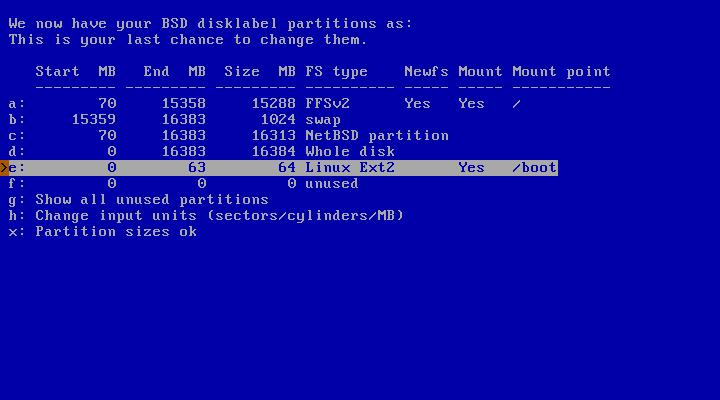 We now have your BSD disklabel partitions as:
This is your last chance to change them.
   Start  MB   End  MB  Size  MB FS type    Newfs Mount Mount point
   --------- --------- --------- ---------- ----- ----- -----------
a:        70     15358     15288 FFSv2      Yes   Yes   /
b:     15359     16383      1024 swap
c:        70     16383     16313 NetBSD partition
d:         0     16383     16384 Whole disk
>e:         0        63        64 Linux Ext2       Yes   /boot
f:         0         0         0 unused
g: Show all unused partitions
h: Change input units (sectors/cylinders/MB)
x: Partition sizes ok